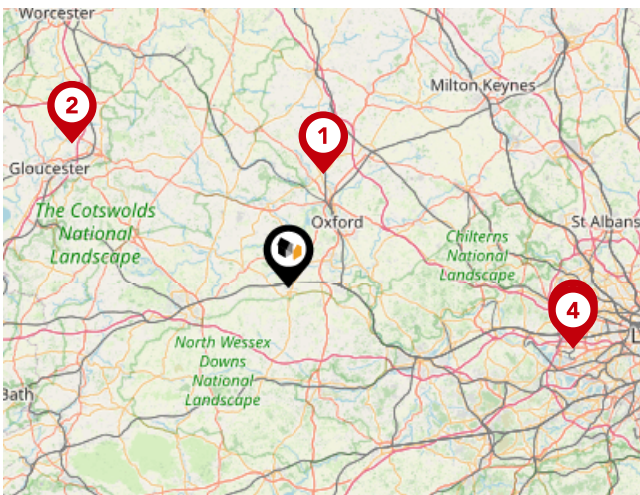 Worcester
Milton Keynes
2
1
Gloucester
The Cotswolds
National
Landscape
Oxford
St Albans
Chilterns
National
Landscape
4
North Wessex
Downs
National
Landscape
Bath
L